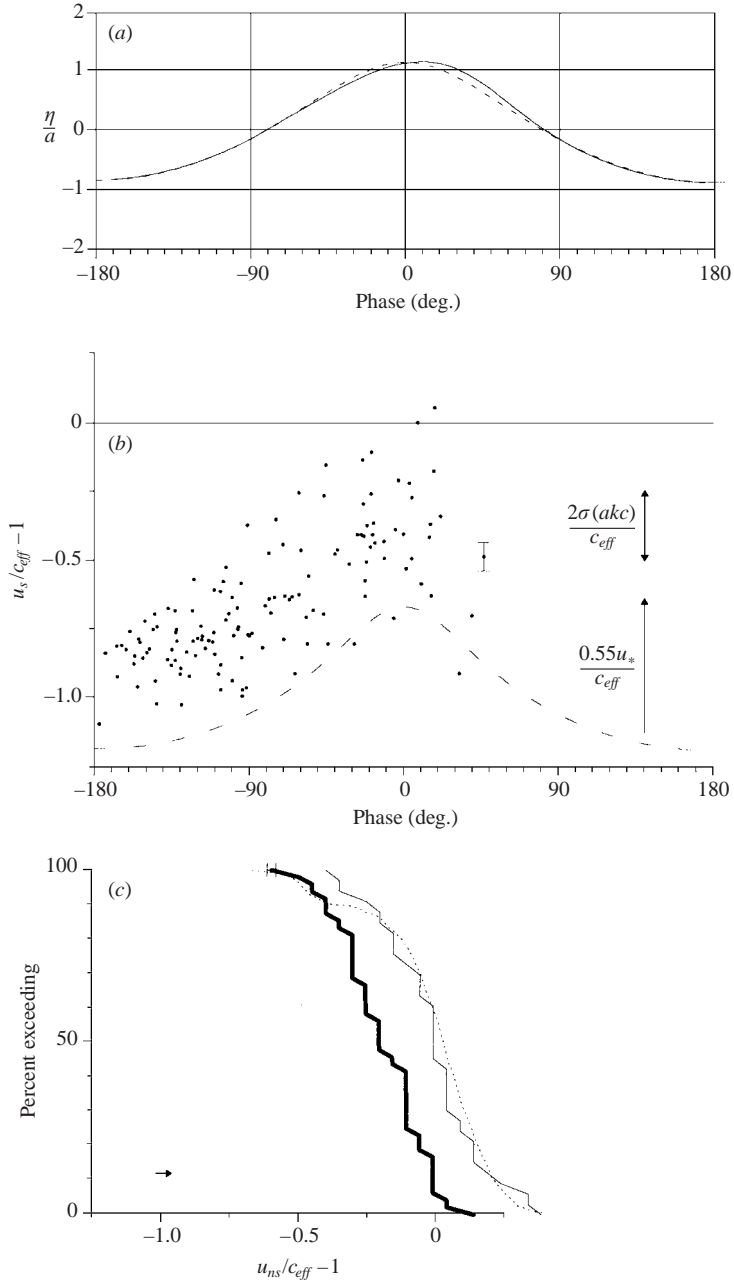 2
(a)
1
η/a
0
–1
–2
–180
–90
0
90
180
Phase (deg.)
0
(b)
2σ(akc)/c_eff
u_s/c_eff –1
–0.5
0.55u_*/c_eff
–1.0
–180
–90
0
90
180
Phase (deg.)
100
(c)
Percent exceeding
50
0
–1.0
–0.5
0
u_ns/c_eff –1